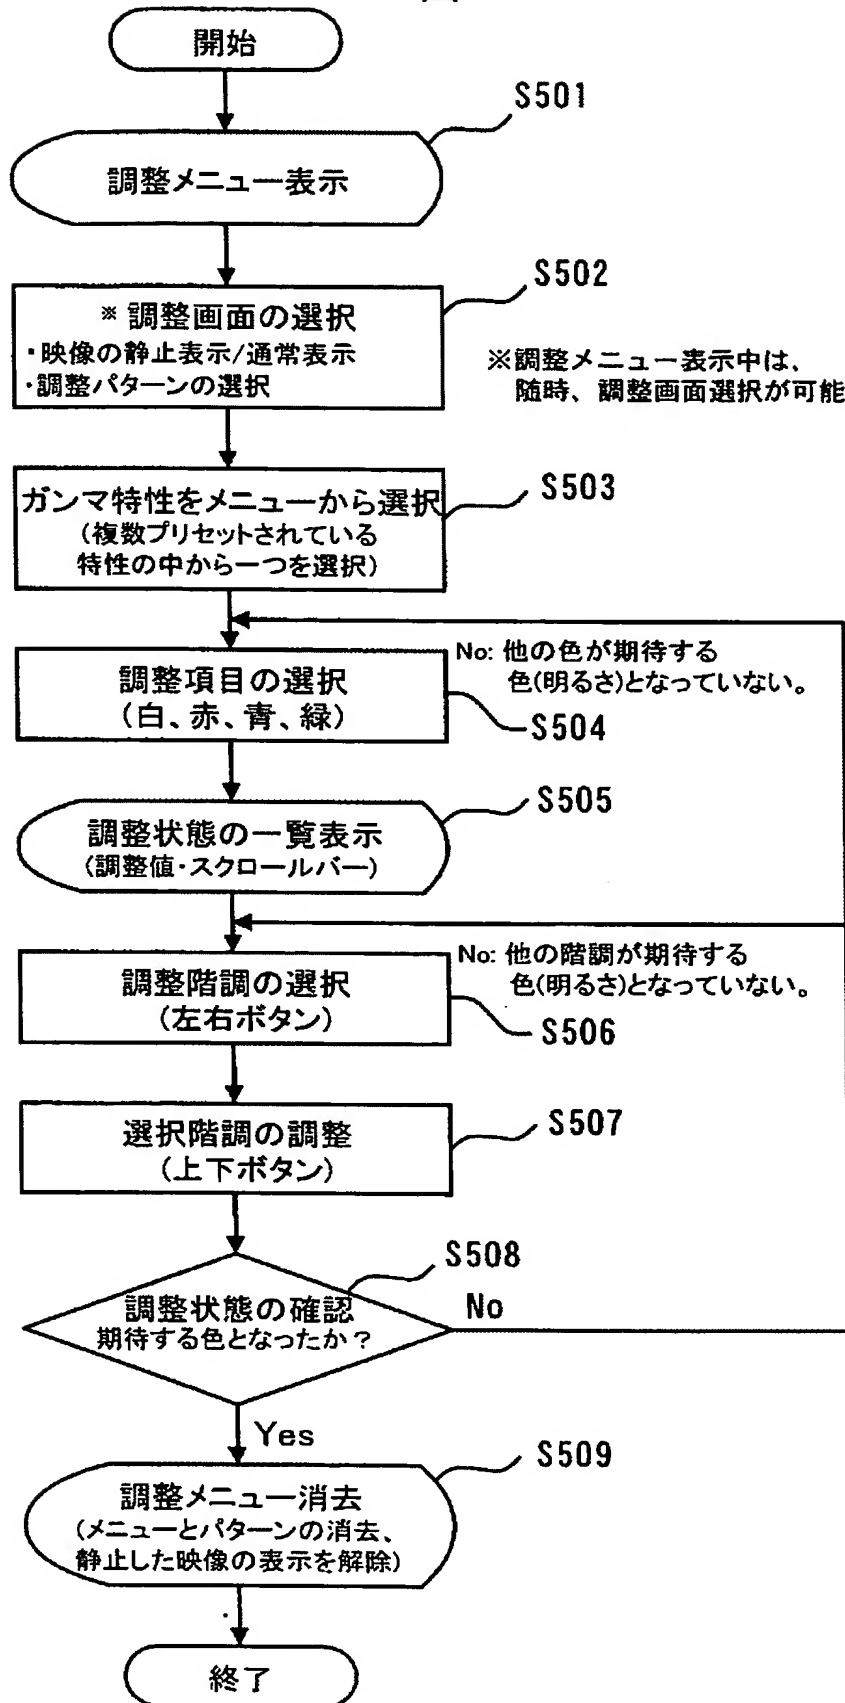 開始
S501
調整メニュー表示
S502
※ 調整画面の選択
・映像の静止表示/通常表示
・調整パターンの選択
※調整メニュー表示中は、
随時、調整画面選択が可能
S503
ガンマ特性をメニューから選択
(複数プリセットされている
特性の中から一つを選択)
No: 他の色が期待する
色(明るさ)となっていない。
調整項目の選択
(白、赤、青、緑)
S504
S505
調整状態の一覧表示
(調整値・スクロールバー)
No: 他の階調が期待する
色(明るさ)となっていない。
調整階調の選択
(左右ボタン)
S506
S507
選択階調の調整
(上下ボタン)
S508
調整状態の確認
期待する色となったか?
No
Yes
S509
調整メニュー消去
(メニューとパターンの消去、
静止した映像の表示を解除)
終了